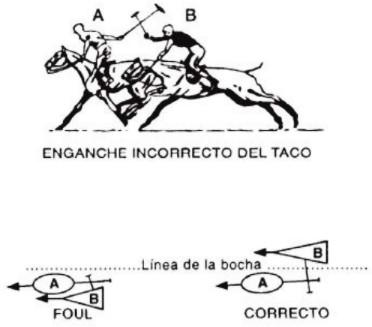 A B
ENGANCHE INCORRECTO DEL TACO
B
Línea de la bocha
A A
B
FOUL CORRECTO